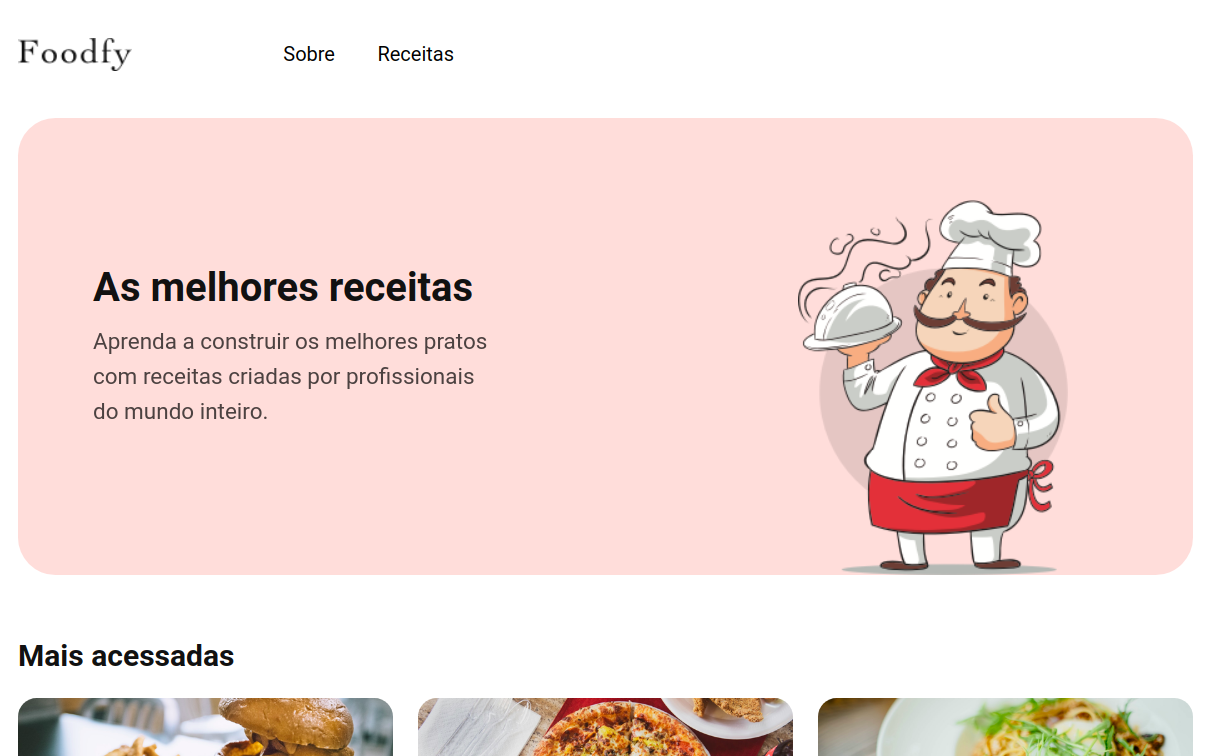 Foodfy
Sobre
Receitas
As melhores receitas
Aprenda a construir os melhores pratos
com receitas criadas por profissionais
do mundo inteiro.
Mais acessadas